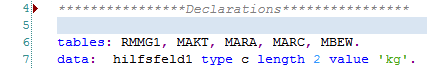 4 ****************Declarations****************
5
6 tables: RMMG1, MAKT, MARA, MARC, MBEW.
7 data:  hilfsfeld1 type c length 2 value 'kg'.